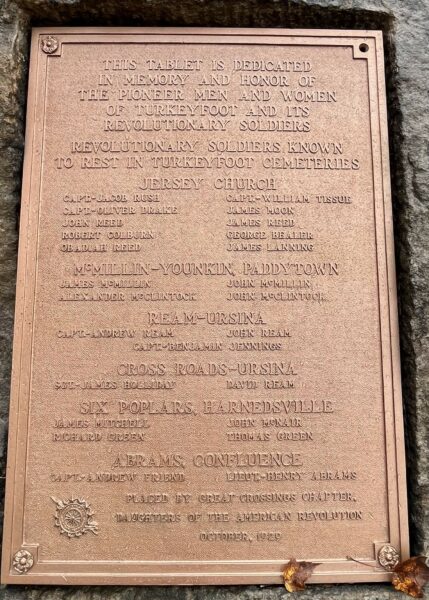 THIS TABLET IS DEDICATED
IN MEMORY AND HONOR OF
THE PIONEER MEN AND WOMEN
OF TURKEYFOOT AND ITS
REVOLUTIONARY SOLDIERS
REVOLUTIONARY SOLDIERS KNOWN
TO REST IN TURKEYFOOT CEMETERIES
JERSEY CHURCH
CAPT·JACOB RUSH CAPT·WILLIAM TISSUE
CAPT·OLIVER DRAKE JAMES MOON
JOHN REED JAMES REED
ROBERT COLBURN GEORGE BEALER
OBADIAH REED JAMES LANNING
McMILLIN-YOUNKIN, PADDYTOWN
JAMES McMILLIN JOHN McMILLIN
ALEXANDER McCLINTOCK JOHN McCLINTOCK
REAM-URSINA
CAPT·ANDREW REAM JOHN REAM
CAPT·BENJAMIN JENNINGS
CROSS ROADS-URSINA
SGT·JAMES HOLLIDAY DAVID REAM
SIX POPLARS, HARNEDSVILLE
JAMES MITCHELL JOHN McNAIR
RICHARD GREEN THOMAS GREEN
ABRAMS, CONFLUENCE
CAPT·ANDREW FRIEND LIEUT·HENRY ABRAMS
PLACED BY GREAT CROSSINGS CHAPTER,
DAUGHTERS OF THE AMERICAN REVOLUTION
OCTOBER, 1929